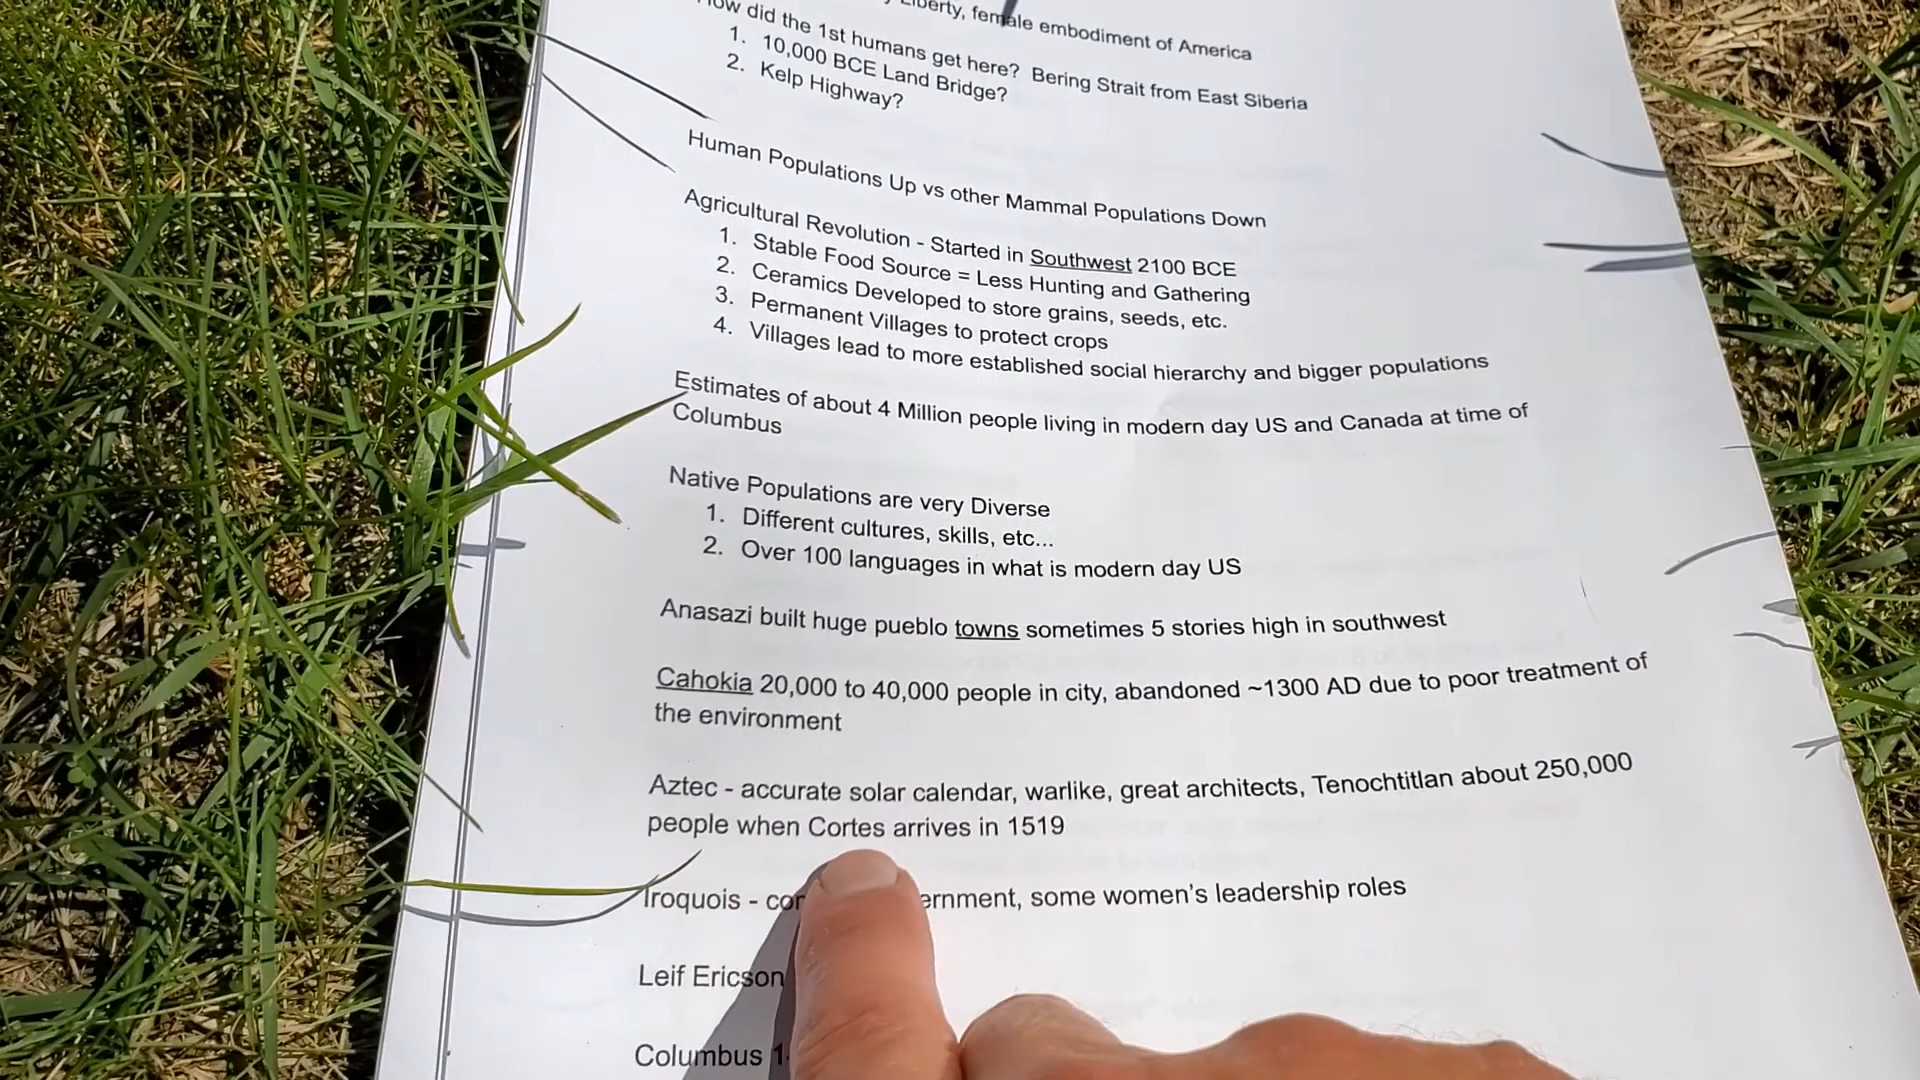 Liberty, female embodiment of America
How did the 1st humans get here? Bering Strait from East Siberia
1. 10,000 BCE Land Bridge?
2. Kelp Highway?
Human Populations Up vs other Mammal Populations Down
Agricultural Revolution - Started in Southwest 2100 BCE
1. Stable Food Source = Less Hunting and Gathering
2. Ceramics Developed to store grains, seeds, etc.
3. Permanent Villages to protect crops
4. Villages lead to more established social hierarchy and bigger populations
Estimates of about 4 Million people living in modern day US and Canada at time of
Columbus
Native Populations are very Diverse
1. Different cultures, skills, etc...
2. Over 100 languages in what is modern day US
Anasazi built huge pueblo towns sometimes 5 stories high in southwest
Cahokia 20,000 to 40,000 people in city, abandoned ~1300 AD due to poor treatment of
the environment
Aztec - accurate solar calendar, warlike, great architects, Tenochtitlan about 250,000
people when Cortes arrives in 1519
Iroquois - some women's leadership roles
Leif Ericson
Columbus